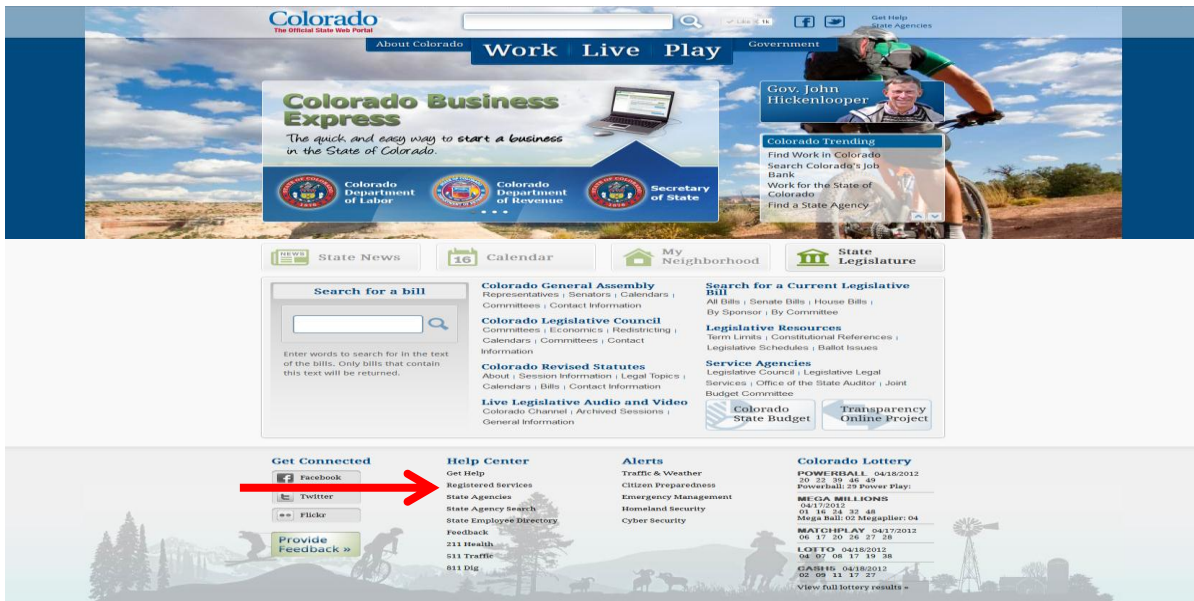 Colorado
The Official State Web Portal
Like 1k
Get Help
State Agencies
About Colorado
Work Live Play
Government
Colorado Business
Express
The quick and easy way to start a business
in the State of Colorado.
Colorado
Department
of Labor
Colorado
Department
of Revenue
Secretary
of State
Gov. John
Hickenlooper
Colorado Trending
Find Work in Colorado
Search Colorado's Job
Bank
Work for the State of
Colorado
Find a State Agency
NEWS State News
16 Calendar
My
Neighborhood
State
Legislature
Search for a bill
Enter words to search for in the text
of the bills. Only bills that contain
this text will be returned.
Colorado General Assembly
Representatives | Senators | Calendars |
Committees | Contact Information
Colorado Legislative Council
Committees | Economics | Redistricting |
Calendars | Committees | Contact
Information
Colorado Revised Statutes
About | Session Information | Legal Topics |
Calendars | Bills | Contact Information
Live Legislative Audio and Video
Colorado Channel | Archived Sessions |
General Information
Search for a Current Legislative
Bill
All Bills | Senate Bills | House Bills |
By Sponsor | By Committee
Legislative Resources
Term Limits | Constitutional References |
Legislative Schedules | Ballot Issues
Service Agencies
Legislative Council | Legislative Legal
Services | Office of the State Auditor | Joint
Budget Committee
Colorado
State Budget
Transparency
Online Project
Get Connected
Facebook
Twitter
Flickr
Provide
Feedback »
Help Center
Get Help
Registered Services
State Agencies
State Agency Search
State Employee Directory
Feedback
211 Health
511 Traffic
811 Dig
Alerts
Traffic & Weather
Citizen Preparedness
Emergency Management
Homeland Security
Cyber Security
Colorado Lottery
POWERBALL 04/18/2012
20 22 39 46 49
Powerball: 29 Power Play:
MEGA MILLIONS
04/17/2012
01 16 24 32 48
Mega Ball: 02 Megaplier: 04
MATCHPLAY 04/17/2012
06 17 20 26 27 28
LOTTO 04/18/2012
04 07 08 17 19 38
CASH5 04/18/2012
02 09 11 17 27
View full lottery results »